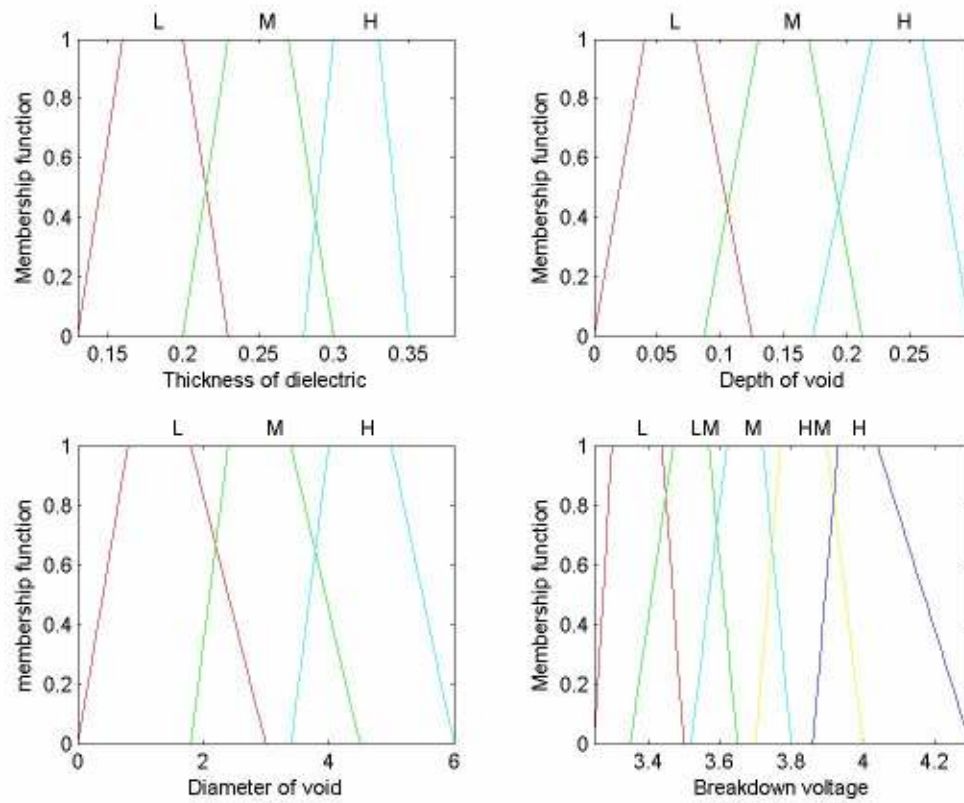 L M H
1
0.8
0.6
0.4
0.2
0
Membership function
0.15 0.2 0.25 0.3 0.35
Thickness of dielectric
L M H
1
0.8
0.6
0.4
0.2
0
Membership function
0 0.05 0.1 0.15 0.2 0.25
Depth of void
L M H
1
0.8
0.6
0.4
0.2
0
membership function
0 2 4 6
Diameter of void
L LM M HM H
1
0.8
0.6
0.4
0.2
0
Membership function
3.4 3.6 3.8 4 4.2
Breakdown voltage